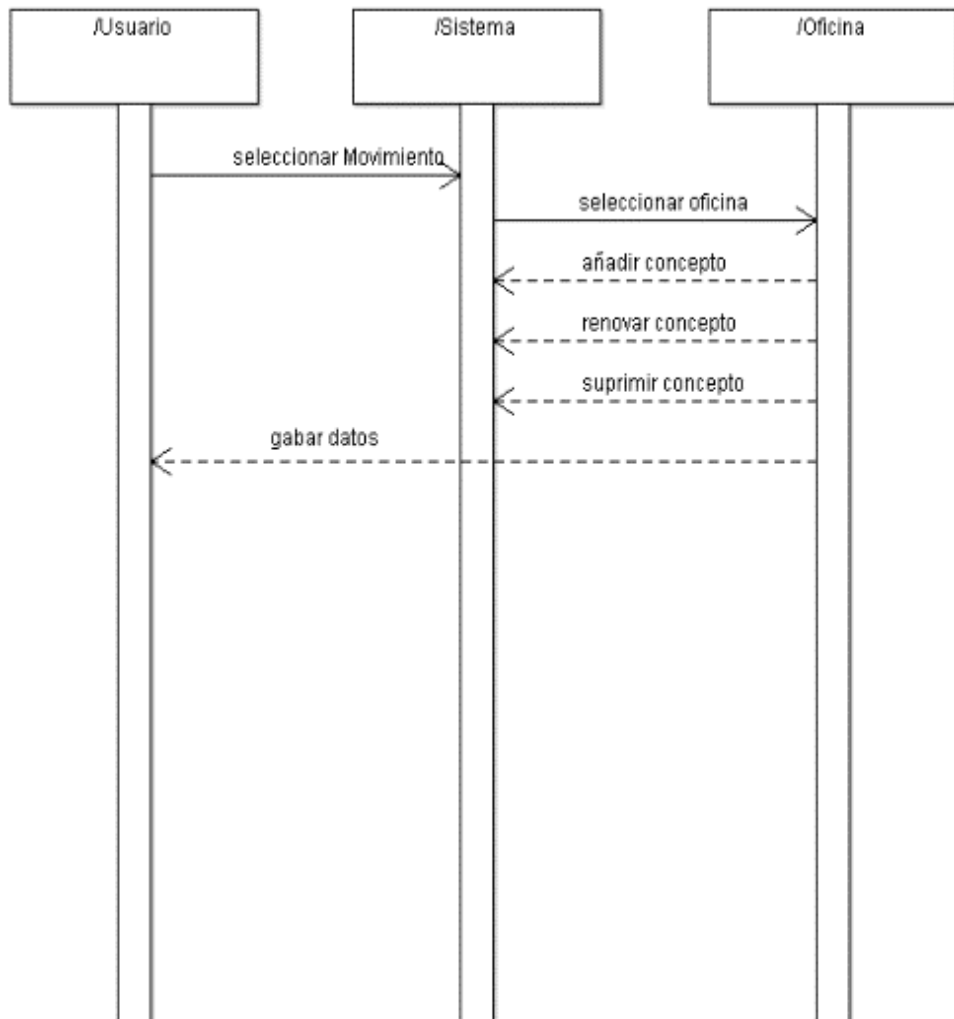 /Usuario
/Sistema
/Oficina
seleccionar Movimiento
seleccionar oficina
añadir concepto
renovar concepto
suprimir concepto
gabar datos